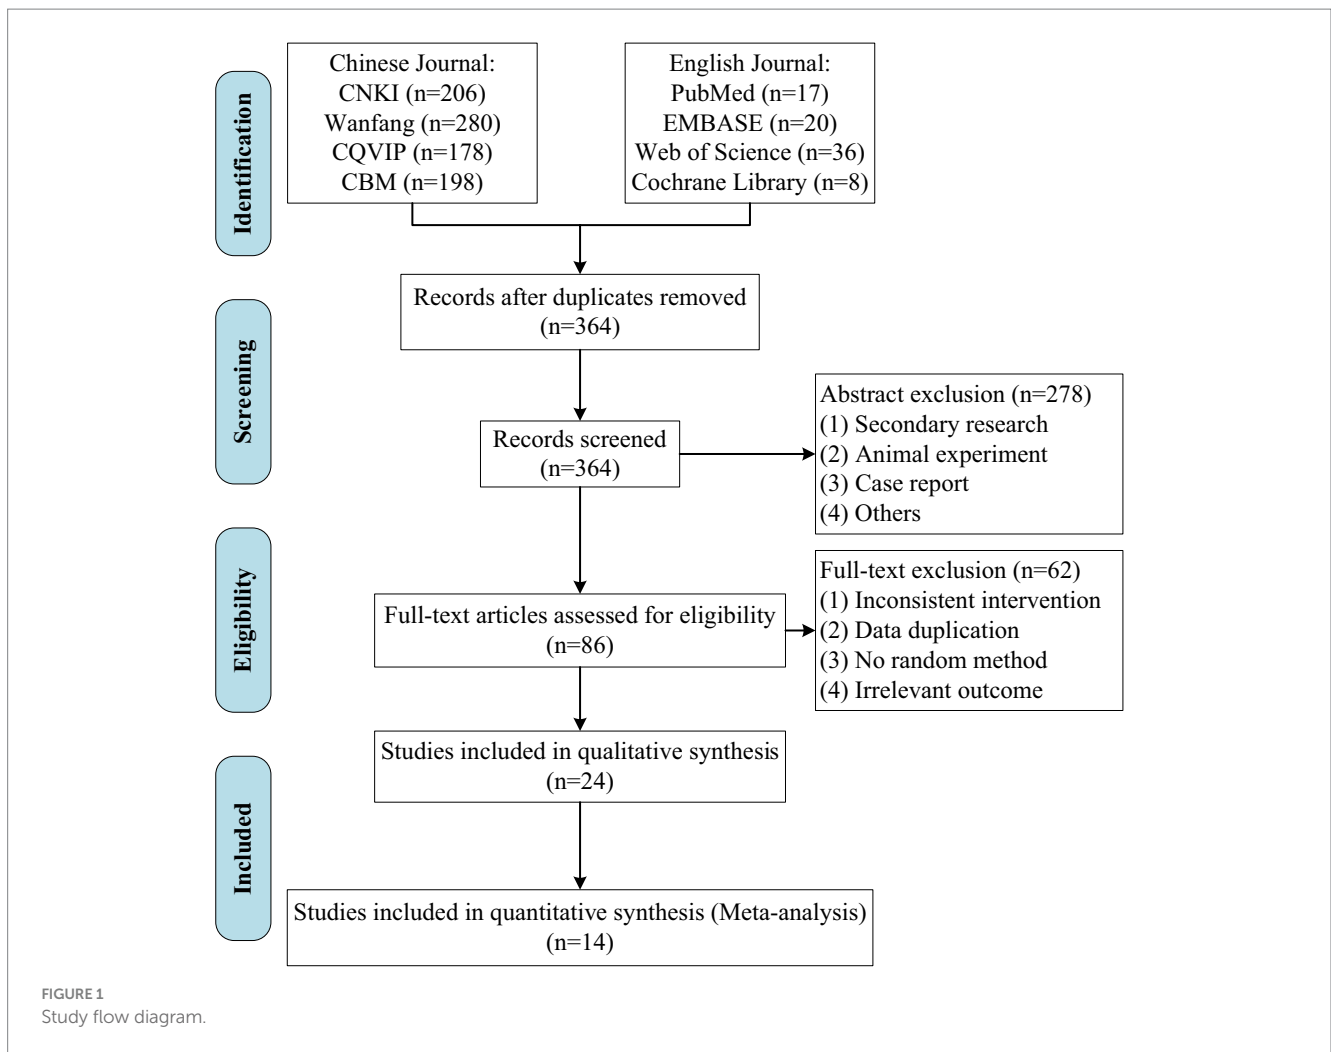 Identification
Chinese Journal:
CNKI (n=206)
Wanfang (n=280)
CQVIP (n=178)
CBM (n=198)
English Journal:
PubMed (n=17)
EMBASE (n=20)
Web of Science (n=36)
Cochrane Library (n=8)
Records after duplicates removed
(n=364)
Screening
Records screened
(n=364)
Abstract exclusion (n=278)
(1) Secondary research
(2) Animal experiment
(3) Case report
(4) Others
Eligibility
Full-text articles assessed for eligibility
(n=86)
Full-text exclusion (n=62)
(1) Inconsistent intervention
(2) Data duplication
(3) No random method
(4) Irrelevant outcome
Studies included in qualitative synthesis
(n=24)
Included
Studies included in quantitative synthesis (Meta-analysis)
(n=14)
FIGURE 1
Study flow diagram.